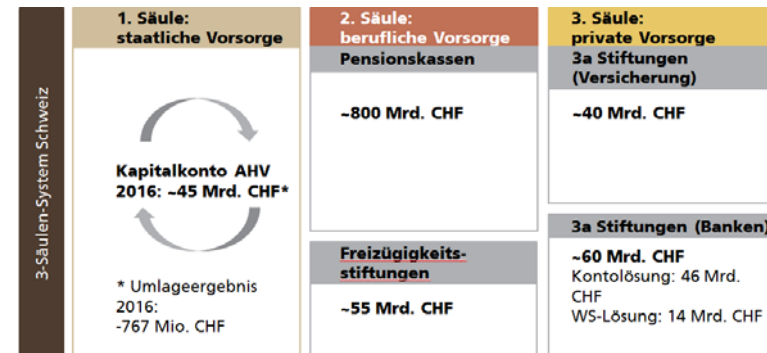 3-Säulen-System Schweiz
1. Säule:
staatliche Vorsorge
Kapitalkonto AHV
2016: ~45 Mrd. CHF*
* Umlageergebnis
2016:
-767 Mio. CHF
2. Säule:
berufliche Vorsorge
Pensionskassen
~800 Mrd. CHF
Freizügigkeits-
stiftungen
~55 Mrd. CHF
3. Säule:
private Vorsorge
3a Stiftungen
(Versicherung)
~40 Mrd. CHF
3a Stiftungen (Banken)
~60 Mrd. CHF
Kontolösung: 46 Mrd.
CHF
WS-Lösung: 14 Mrd. CHF